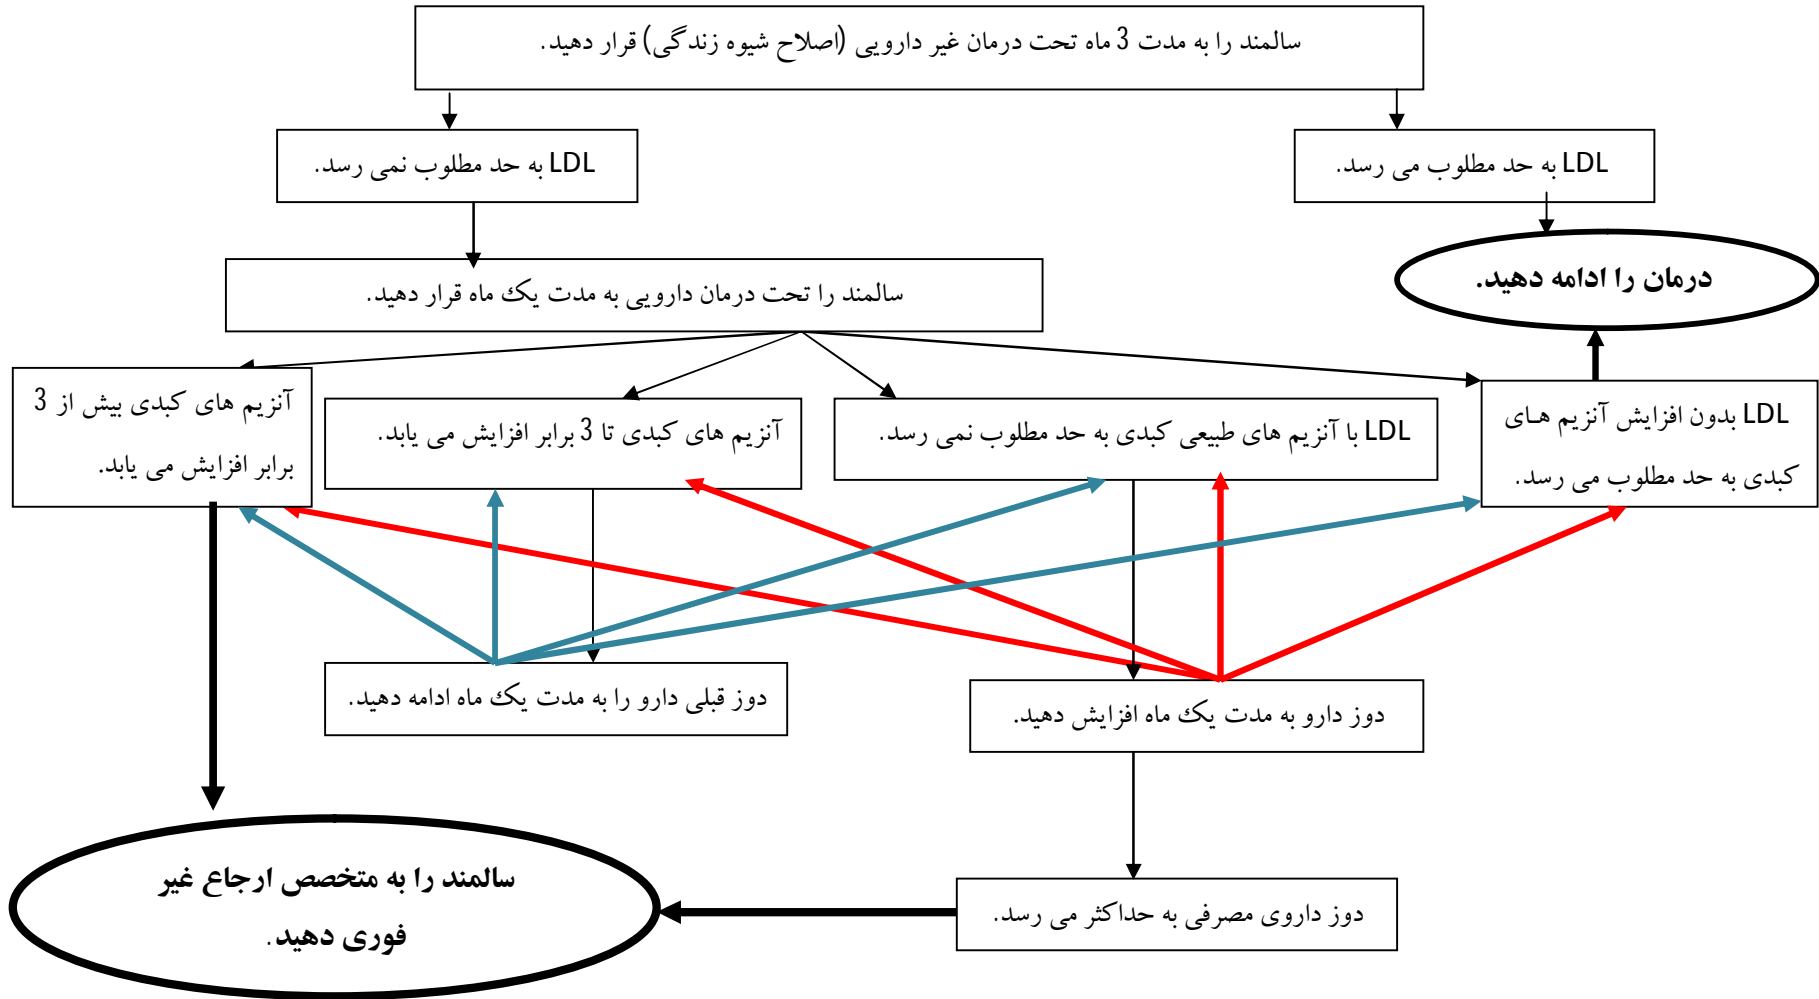 سالمند را به مدت 3 ماه تحت درمان غیر دارویی (اصلاح شیوه زندگی) قرار دهید.
LDL به حد مطلوب می رسد.
LDL به حد مطلوب نمی رسد.
درمان را ادامه دهید.
سالمند را تحت درمان دارویی به مدت یک ماه قرار دهید.
LDL بدون افزایش آنزیم هـای
کبدی به حد مطلوب می رسد.
LDL با آنزیم های طبیعی کبدی به حد مطلوب نمی رسد.
آنزیم های کبدی تا 3 برابر افزایش می یابد.
آنزیم های کبدی بیش از 3
برابر افزایش می یابد.
دوز دارو به مدت یک ماه افزایش دهید.
دوز قبلی دارو را به مدت یک ماه ادامه دهید.
دوز داروی مصرفی به حداکثر می رسد.
سالمند را به متخصص ارجاع غیر
فوری دهید.